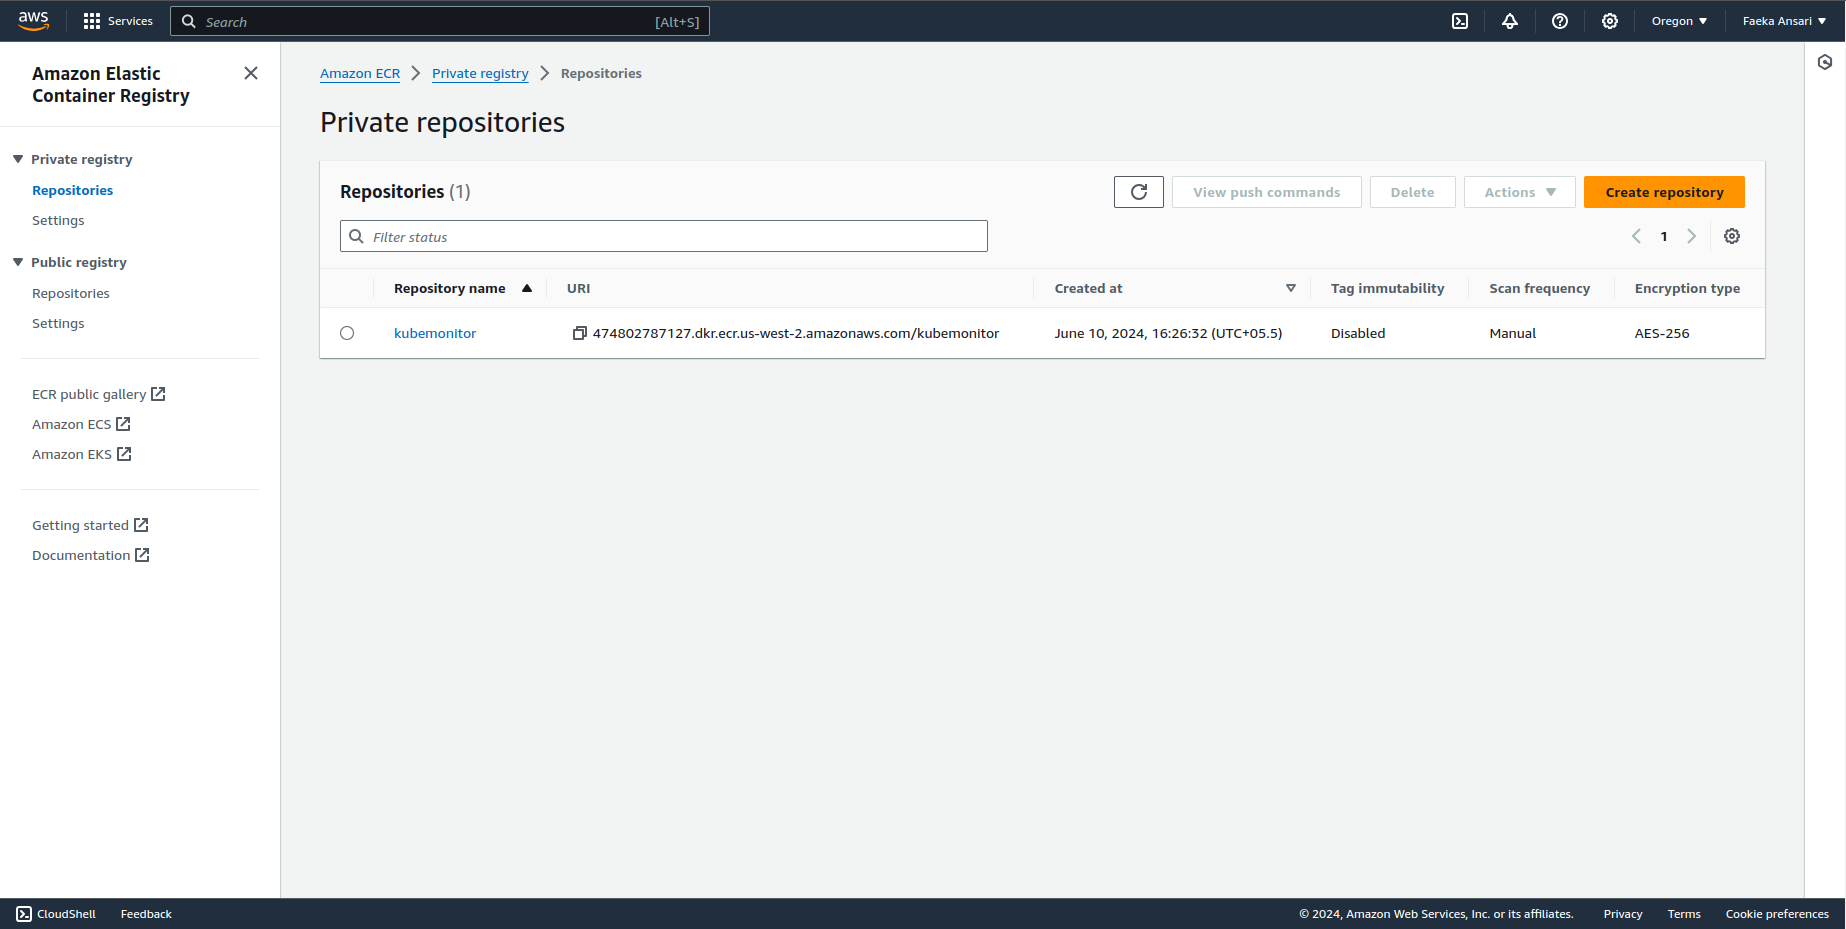 aws Services Search [Alt+S] Oregon Faeka Ansari
Amazon Elastic
Container Registry
Private registry
Repositories
Settings
Public registry
Repositories
Settings
ECR public gallery
Amazon ECS
Amazon EKS
Getting started
Documentation
Amazon ECR Private registry Repositories
Private repositories
Repositories (1) View push commands Delete Actions Create repository
Filter status 1
Repository name URI Created at Tag immutability Scan frequency Encryption type
kubemonitor 474802787127.dkr.ecr.us-west-2.amazonaws.com/kubemonitor June 10, 2024, 16:26:32 (UTC+05.5) Disabled Manual AES-256
CloudShell Feedback © 2024, Amazon Web Services, Inc. or its affiliates. Privacy Terms Cookie preferences